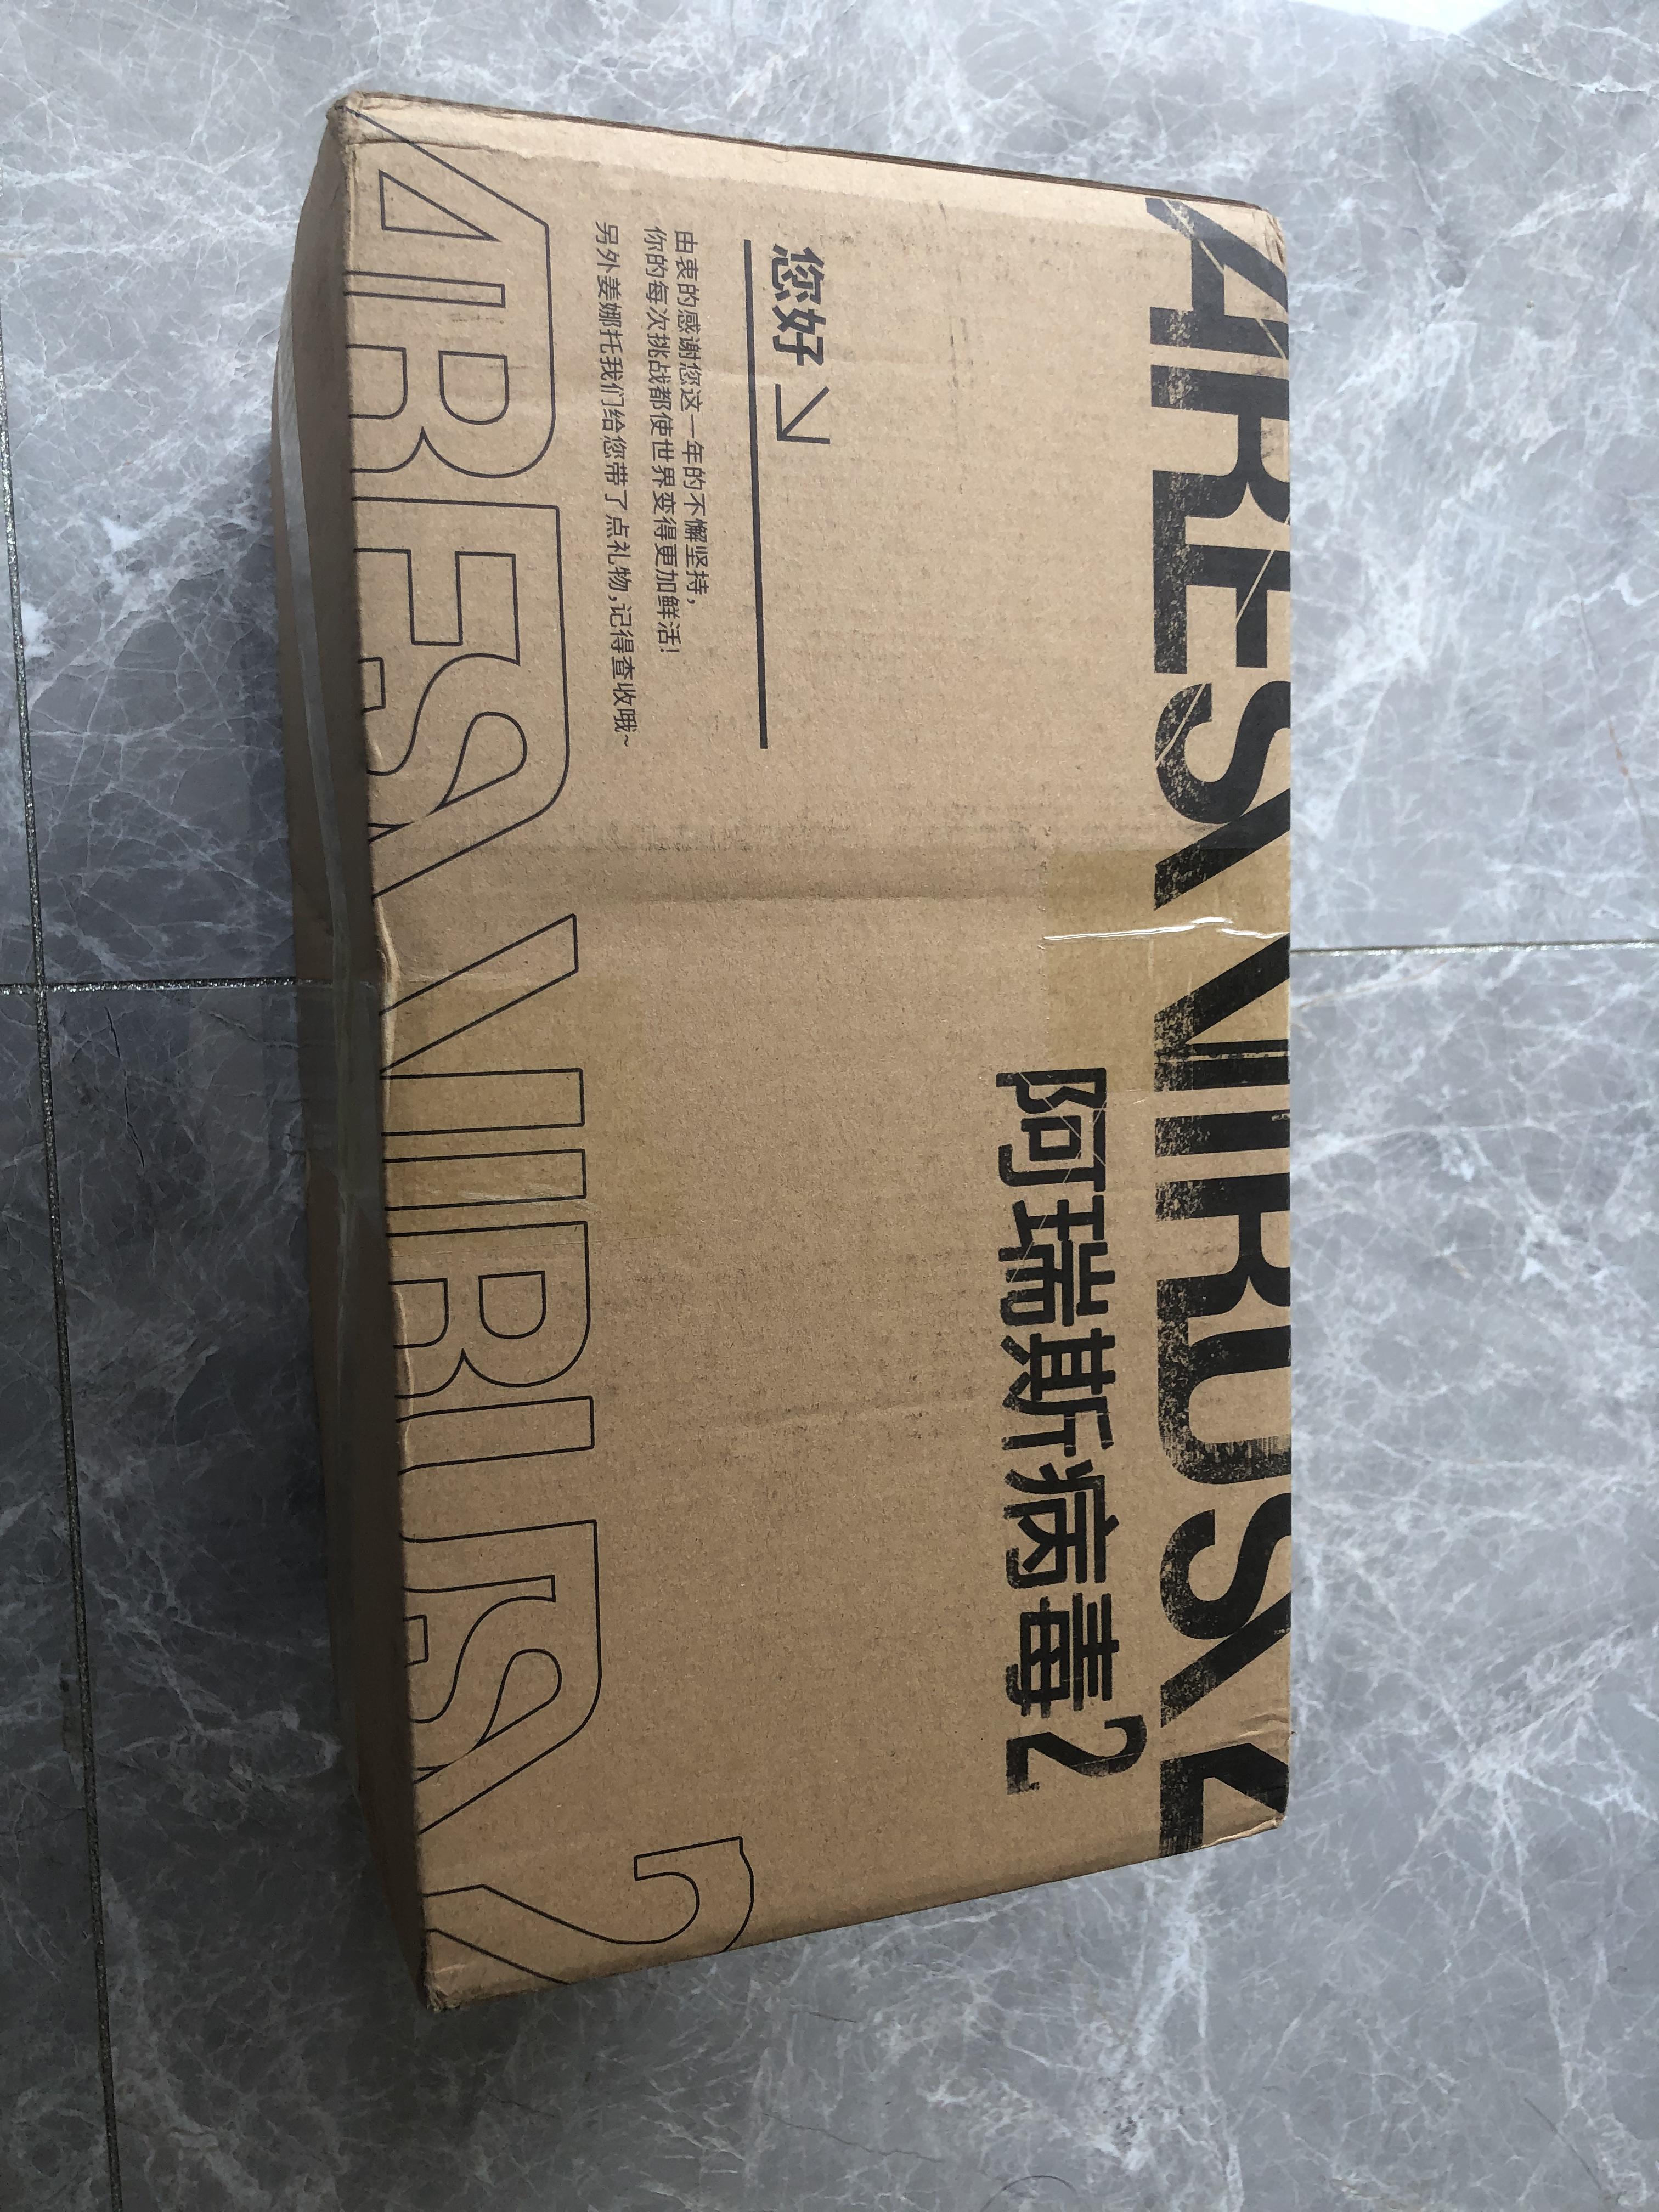 ARES VIRUS 2
阿瑞斯病毒2
您好
由衷的感谢您这一年的不懈坚持,
你的每次挑战都使世界变得更加鲜活!
另外姜娜托我们给您带了点礼物,记得查收哦~
ARES VIRUS 2